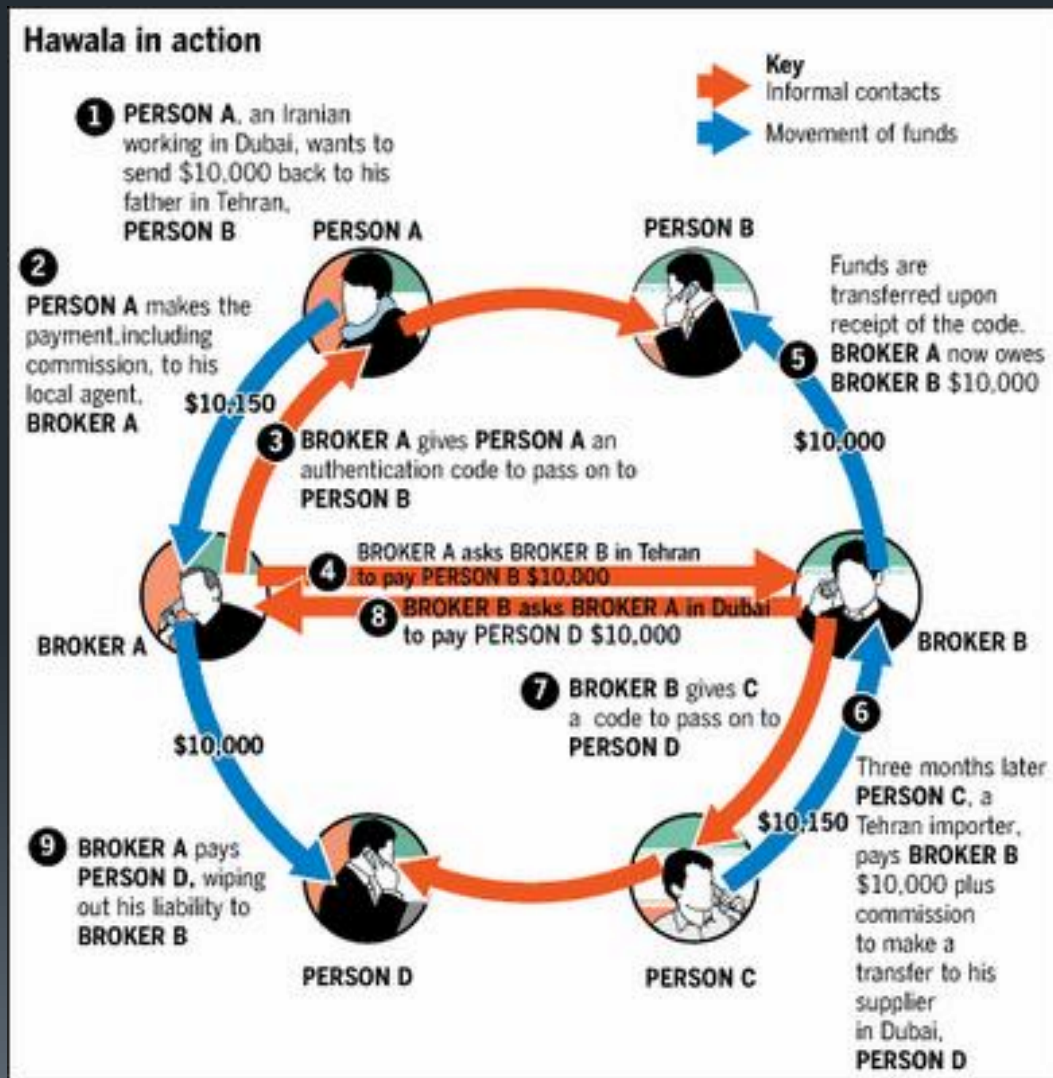 Hawala in action
Key
Informal contacts
Movement of funds
1 PERSON A, an Iranian
working in Dubai, wants to
send $10,000 back to his
father in Tehran,
PERSON B
PERSON A
PERSON B
2
PERSON A makes the
payment,including
commission, to his
local agent,
BROKER A
$10,150
3 BROKER A gives PERSON A an
authentication code to pass on to
PERSON B
Funds are
transferred upon
receipt of the code.
5 BROKER A now owes
BROKER B $10,000
$10,000
4 BROKER A asks BROKER B in Tehran
to pay PERSON B $10,000
8 BROKER B asks BROKER A in Dubai
to pay PERSON D $10,000
BROKER A
BROKER B
7 BROKER B gives C
a code to pass on to
PERSON D
6
Three months later
PERSON C, a
Tehran importer,
pays BROKER B
$10,000 plus
commission
to make a
transfer to his
supplier
in Dubai,
PERSON D
$10,150
$10,000
9 BROKER A pays
PERSON D, wiping
out his liability to
BROKER B
PERSON D
PERSON C